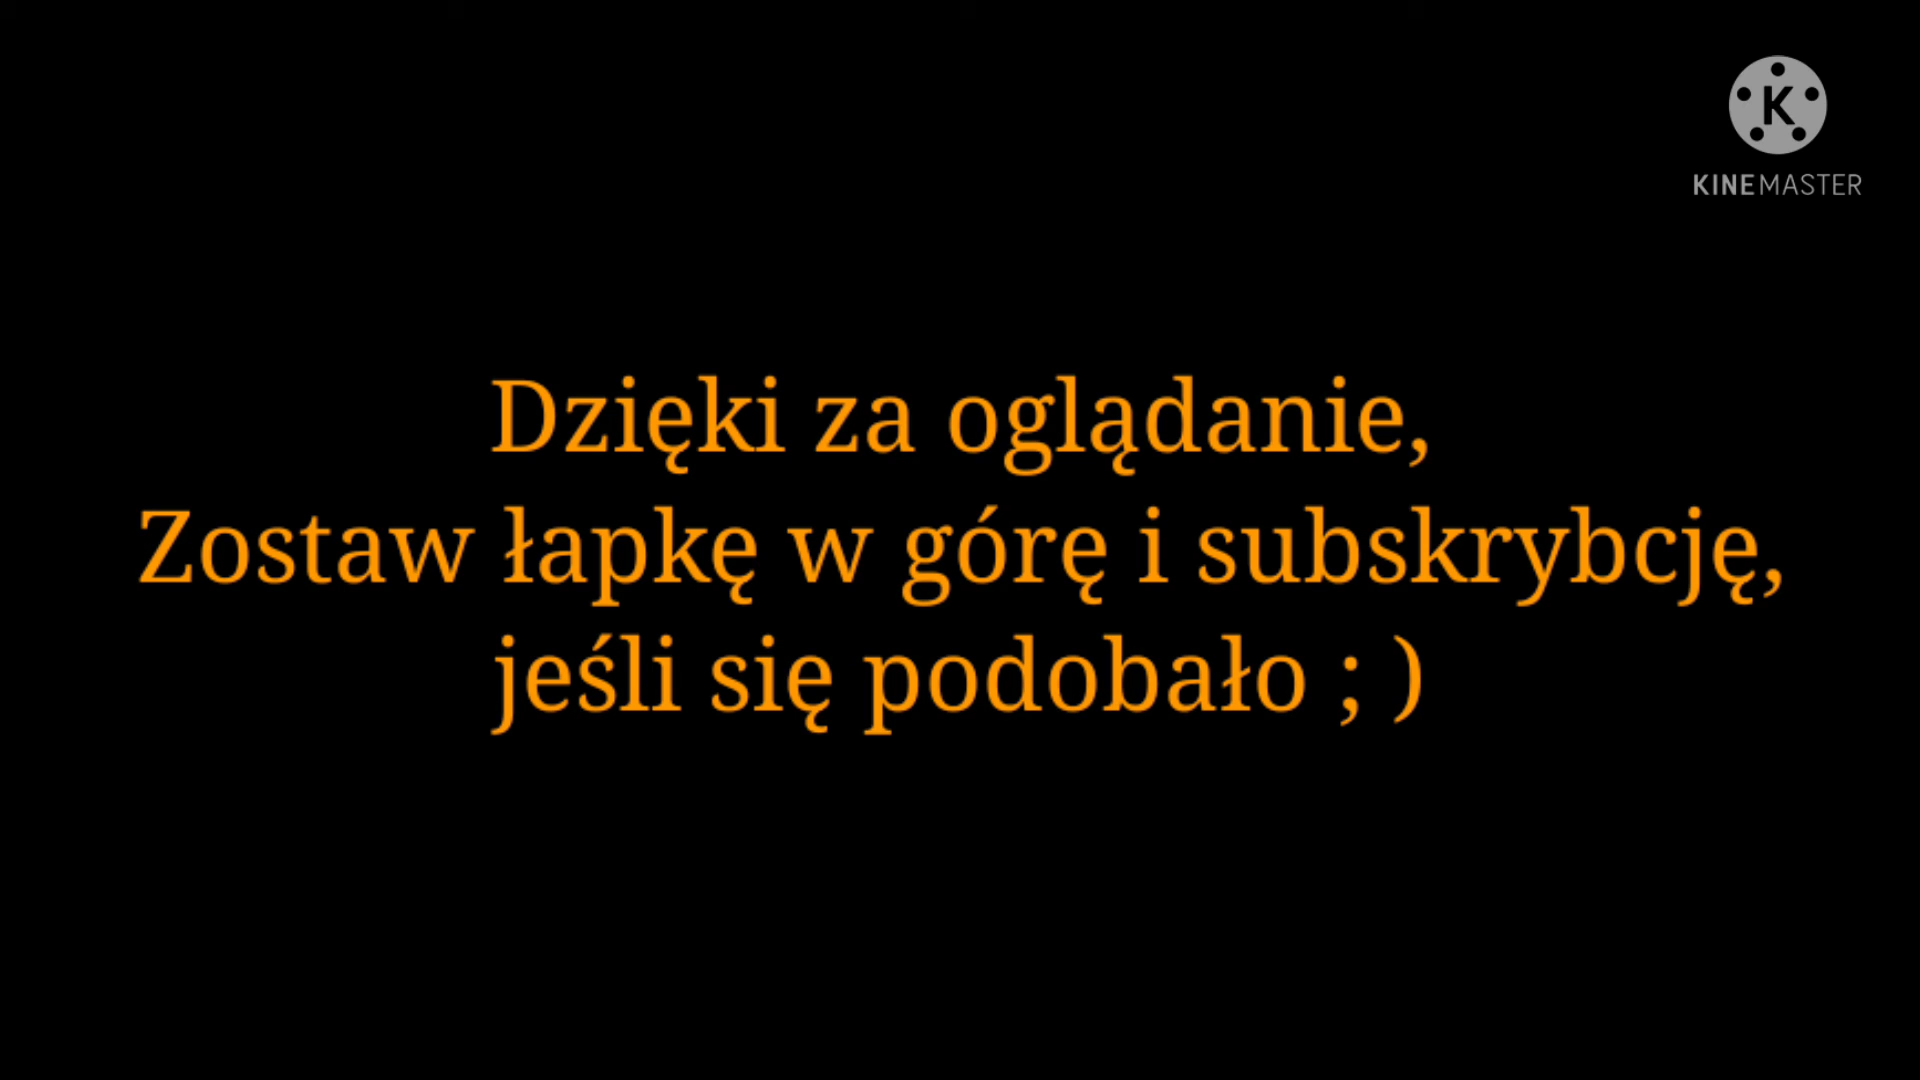 K
KINEMASTER
Dzięki za oglądanie,
Zostaw łapkę w górę i subskrybcję,
jeśli się podobało ; )